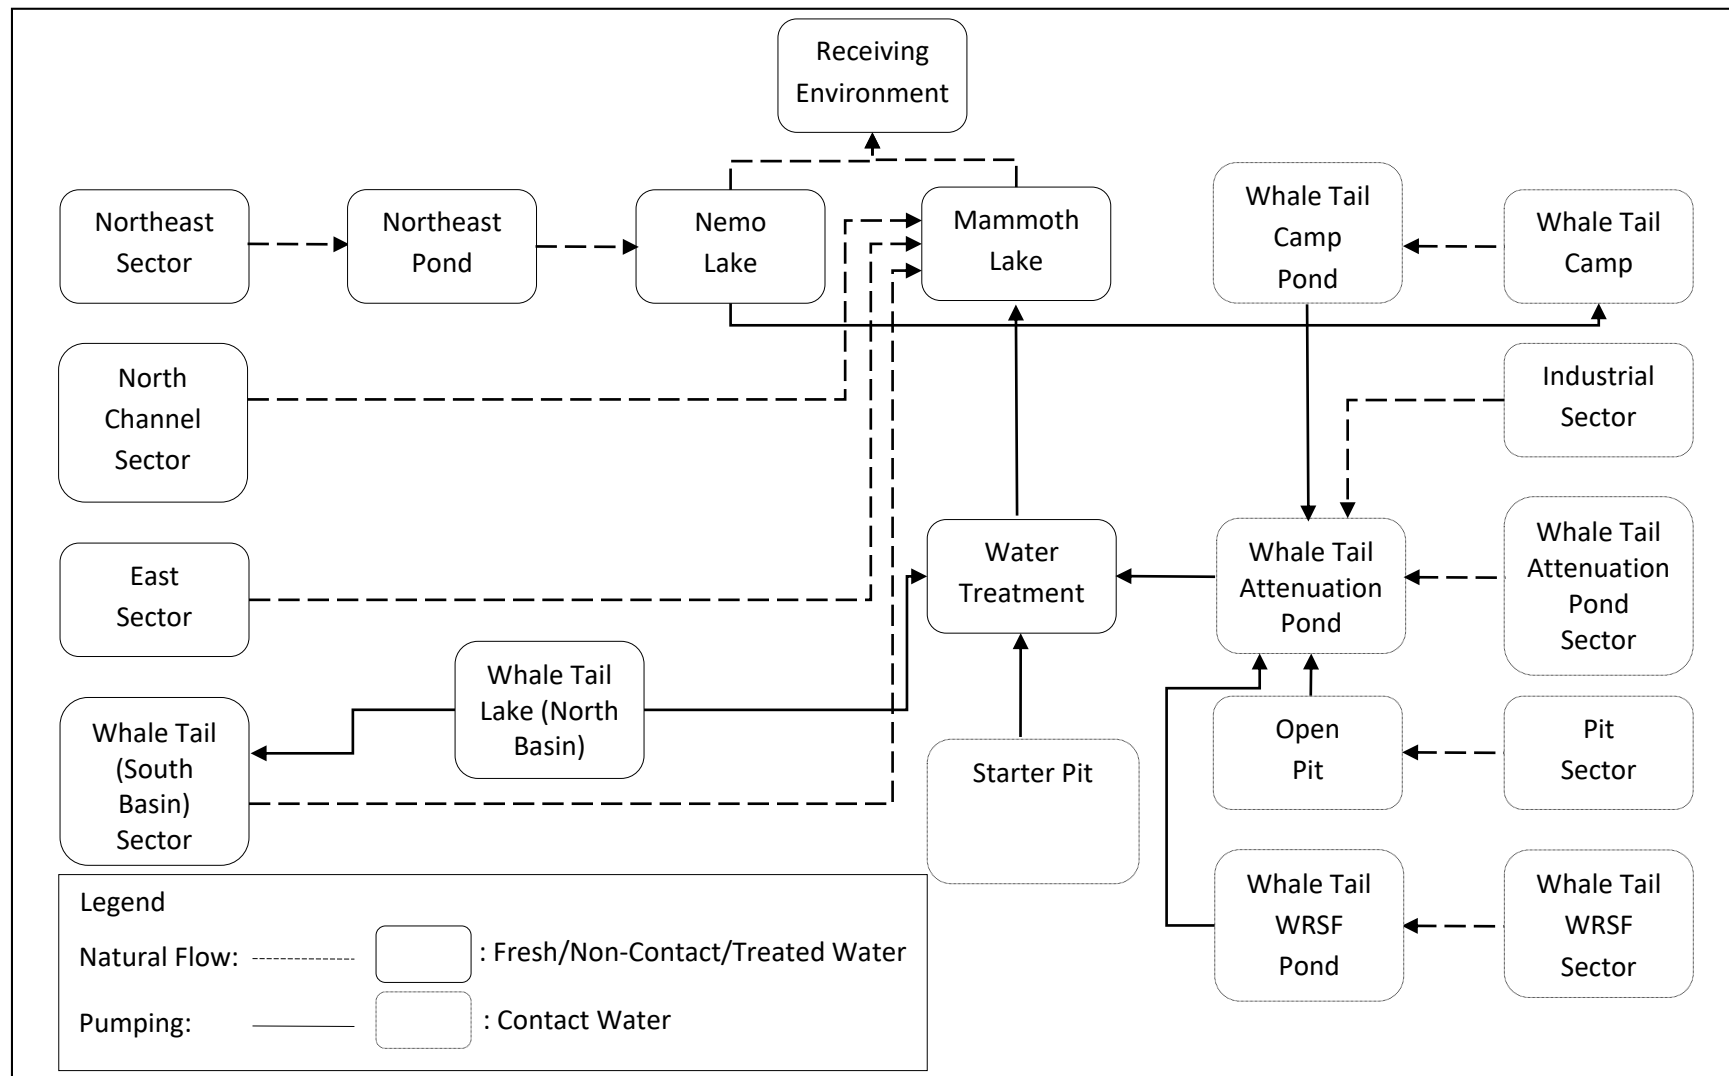 Receiving
Environment
Northeast
Sector
Northeast
Pond
Nemo
Lake
Mammoth
Lake
Whale Tail
Camp
Pond
Whale Tail
Camp
North
Channel
Sector
Industrial
Sector
East
Sector
Water
Treatment
Whale Tail
Attenuation
Pond
Whale Tail
Attenuation
Pond
Sector
Whale Tail
(South
Basin)
Sector
Whale Tail
Lake (North
Basin)
Starter Pit
Open
Pit
Pit
Sector
Whale Tail
WRSF
Pond
Whale Tail
WRSF
Sector
Legend
Natural Flow:
: Fresh/Non-Contact/Treated Water
Pumping:
: Contact Water